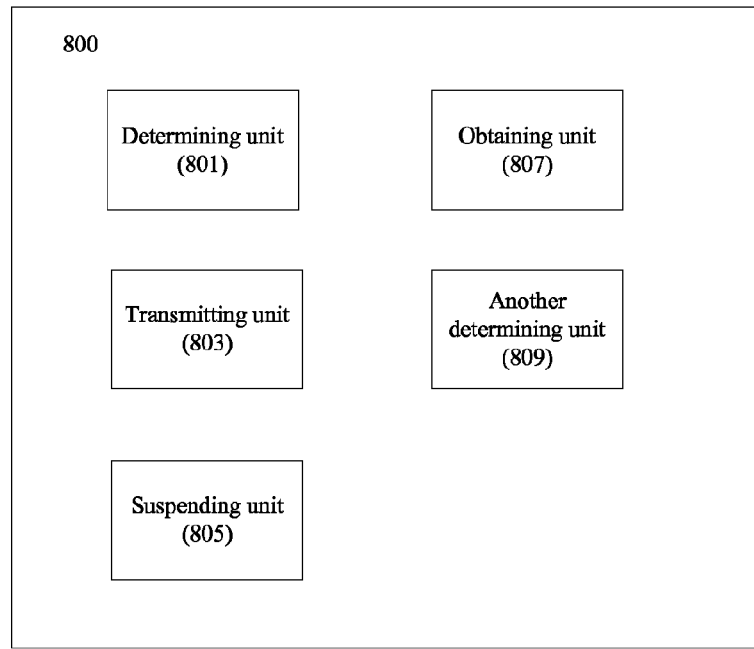 800
Determining unit
(801)
Obtaining unit
(807)
Transmitting unit
(803)
Another
determining unit
(809)
Suspending unit
(805)